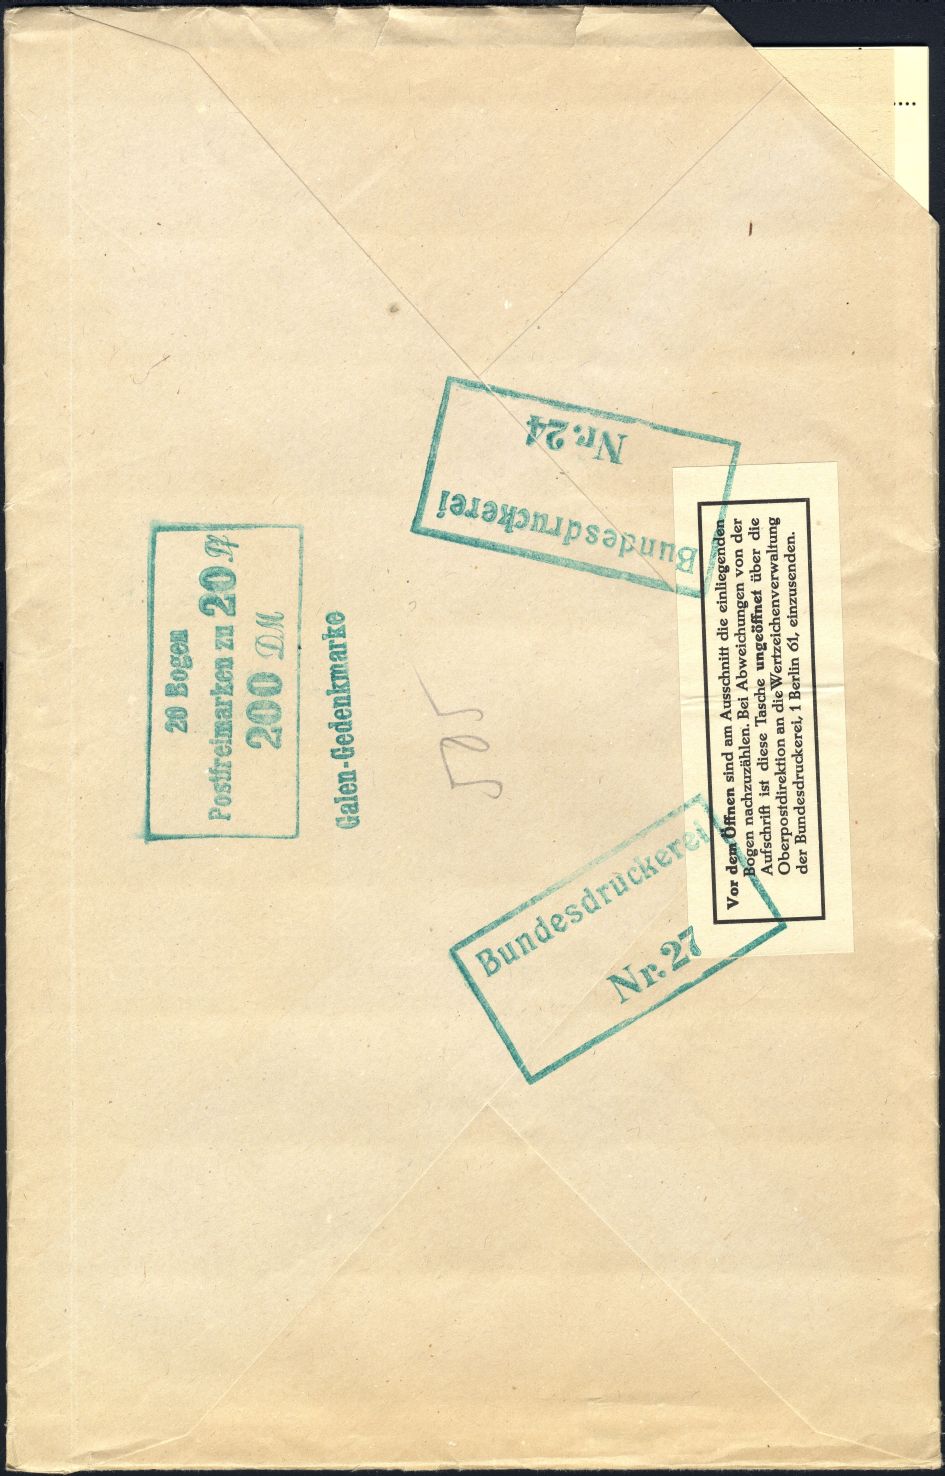 20 Bogen
Postfreimarken zu 20 Pf
200 DM
Galen-Gedenkmarke
505
Bundesdruckerei
Nr. 24
Bundesdruckerei
Nr. 27
Vor dem Öffnen sind am Ausschnitt die einliegenden
Bogen nachzuzählen. Bei Abweichungen von der
Aufschrift ist diese Tasche ungeöffnet über die
Oberpostdirektion an die Wertzeichenverwaltung
der Bundesdruckerei, 1 Berlin 61, einzusenden.